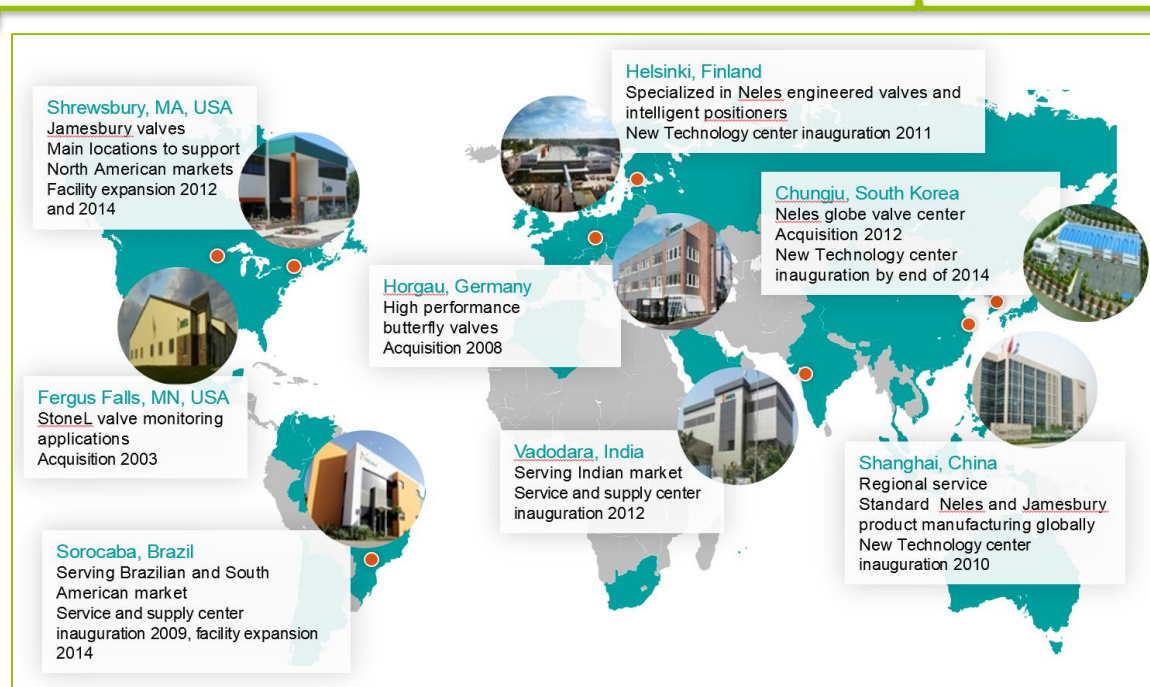 Helsinki, Finland
Specialized in Neles engineered valves and
intelligent positioners
New Technology center inauguration 2011
Shrewsbury, MA, USA
Jamesbury valves
Main locations to support
North American markets
Facility expansion 2012
and 2014
Chungju, South Korea
Neles globe valve center
Acquisition 2012
New Technology center
inauguration by end of 2014
Horgau, Germany
High performance
butterfly valves
Acquisition 2008
Fergus Falls, MN, USA
StoneL valve monitoring
applications
Acquisition 2003
Vadodara, India
Serving Indian market
Service and supply center
inauguration 2012
Shanghai, China
Regional service
Standard  Neles and Jamesbury
product manufacturing globally
New Technology center
inauguration 2010
Sorocaba, Brazil
Serving Brazilian and South
American market
Service and supply center
inauguration 2009, facility expansion
2014